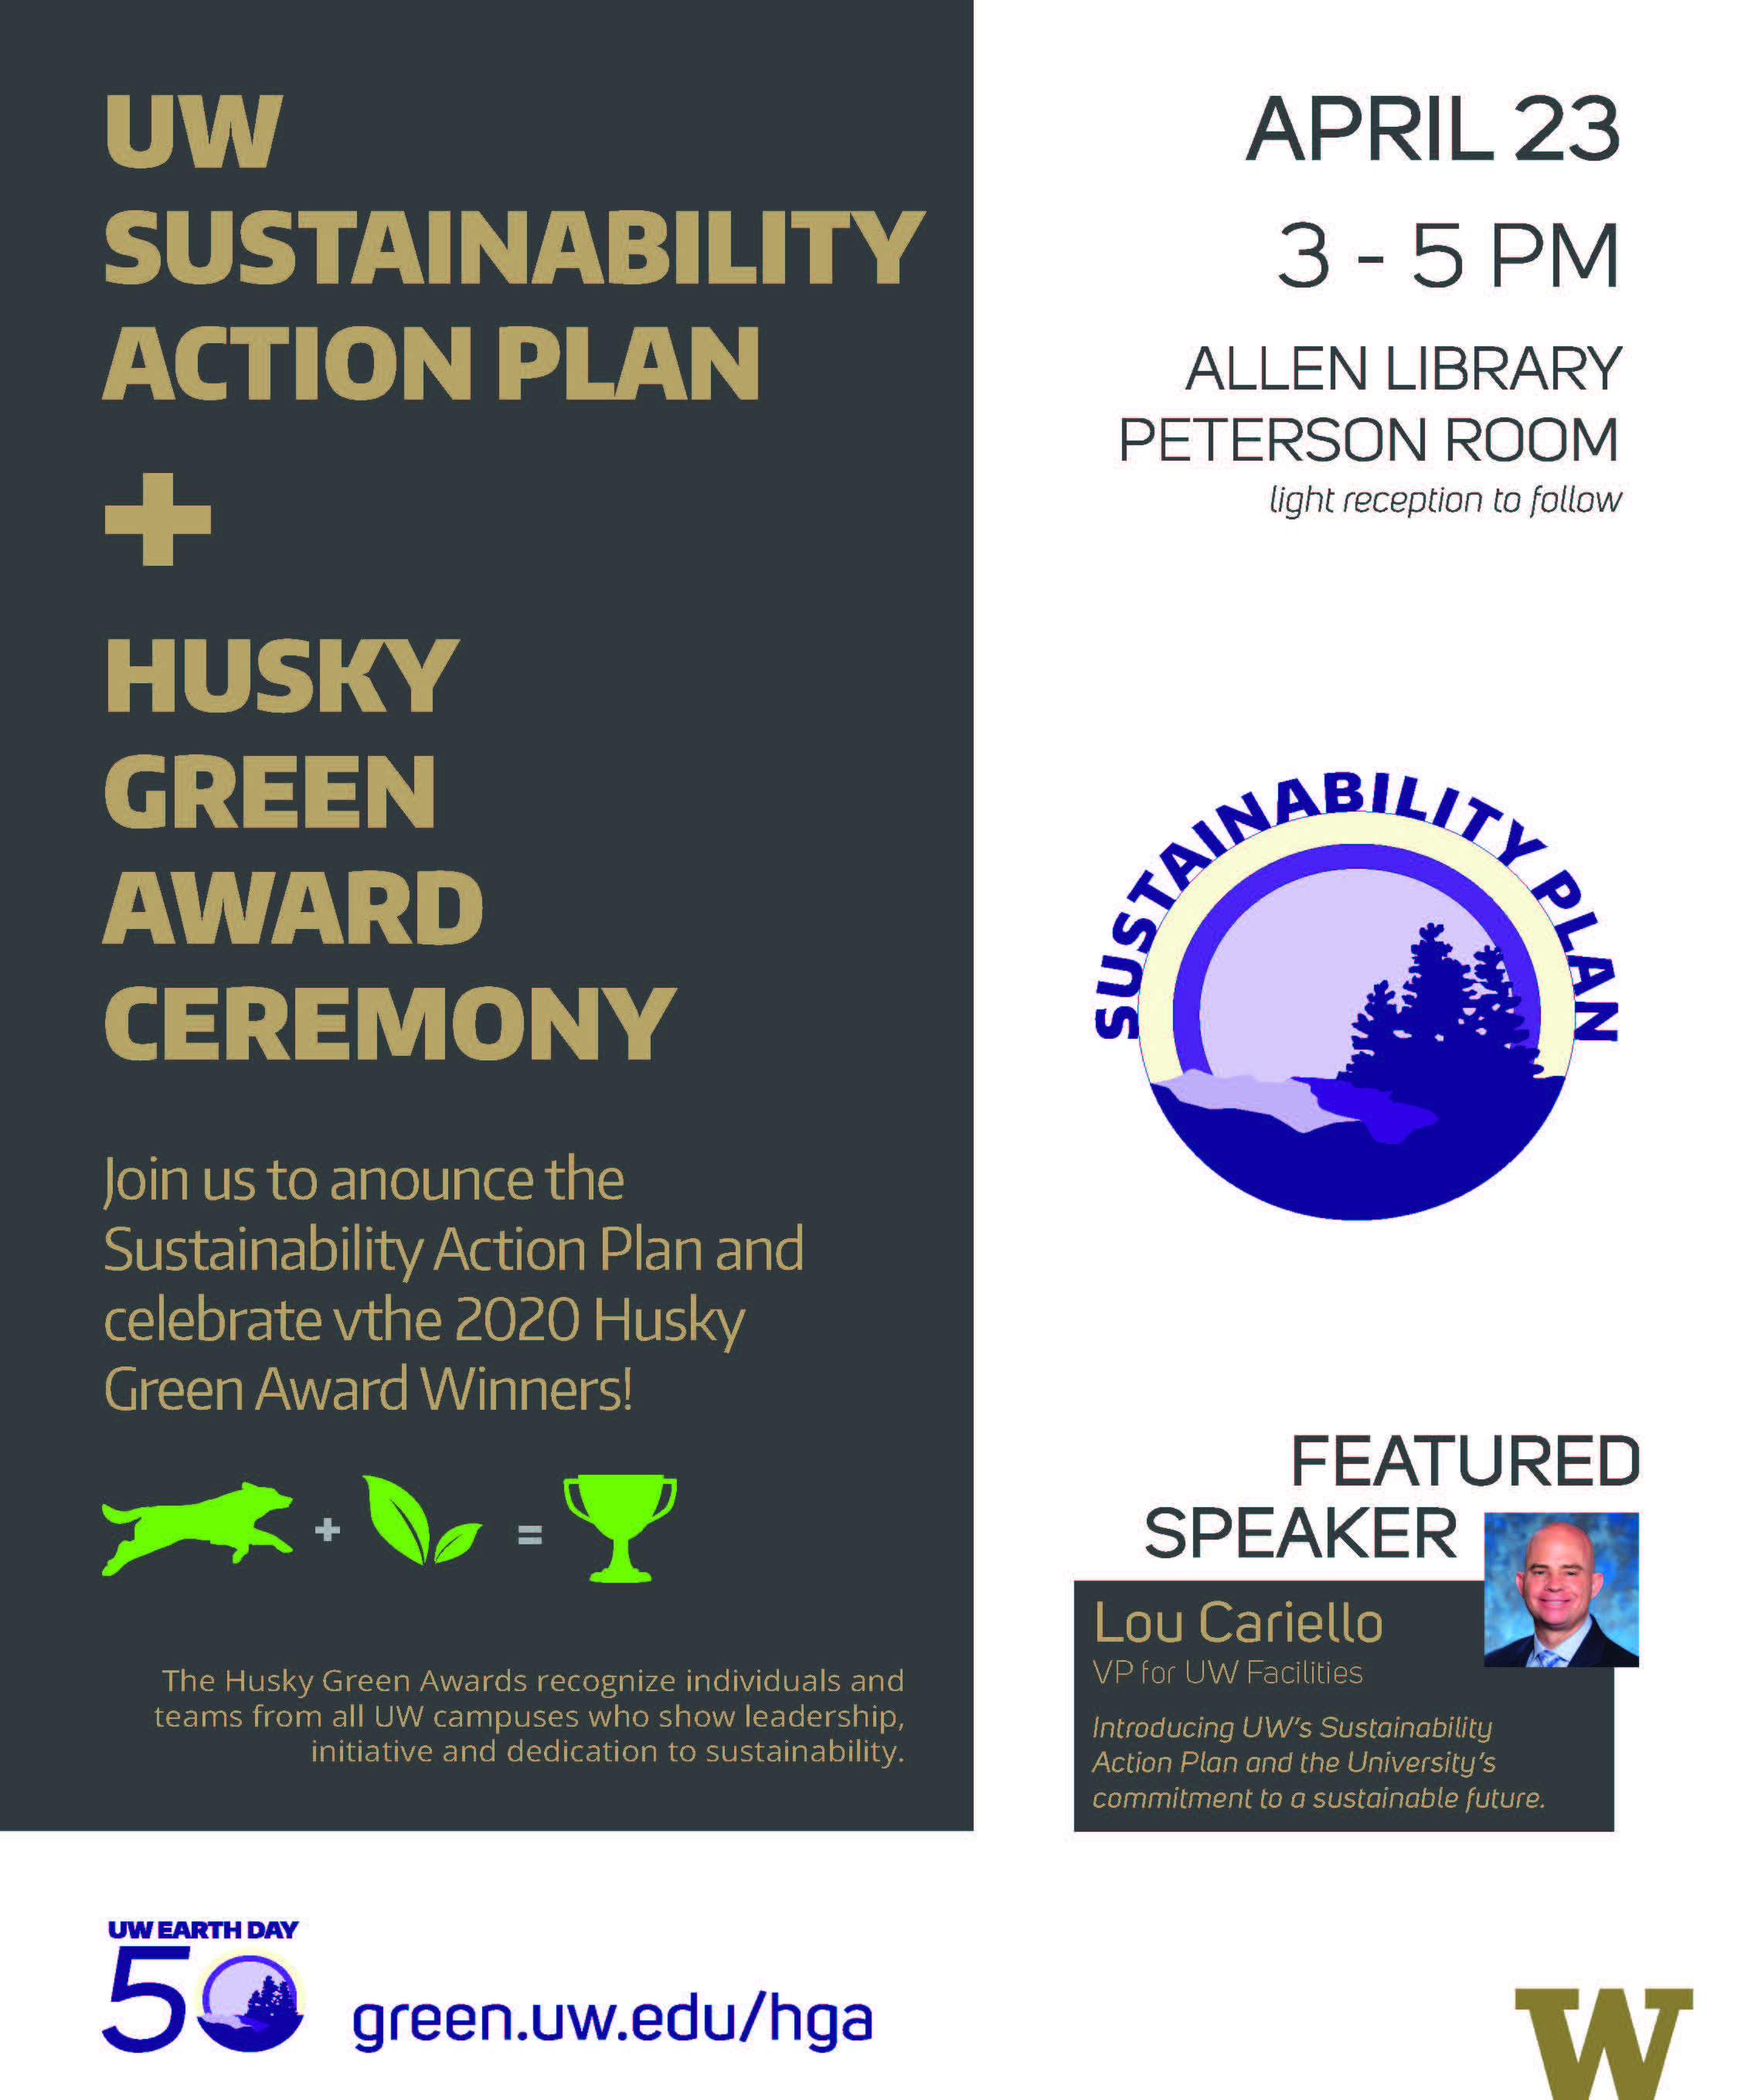 UW
SUSTAINABILITY
ACTION PLAN
+
HUSKY
GREEN
AWARD
CEREMONY
Join us to anounce the
Sustainability Action Plan and
celebrate vthe 2020 Husky
Green Award Winners!
+ =
The Husky Green Awards recognize individuals and
teams from all UW campuses who show leadership,
initiative and dedication to sustainability.
APRIL 23
3 - 5 PM
ALLEN LIBRARY
PETERSON ROOM
light reception to follow
SUSTAINABILITY PLAN
FEATURED
SPEAKER
Lou Cariello
VP for UW Facilities
Introducing UW's Sustainability
Action Plan and the University's
commitment to a sustainable future.
UW EARTH DAY
50
green.uw.edu/hga
W